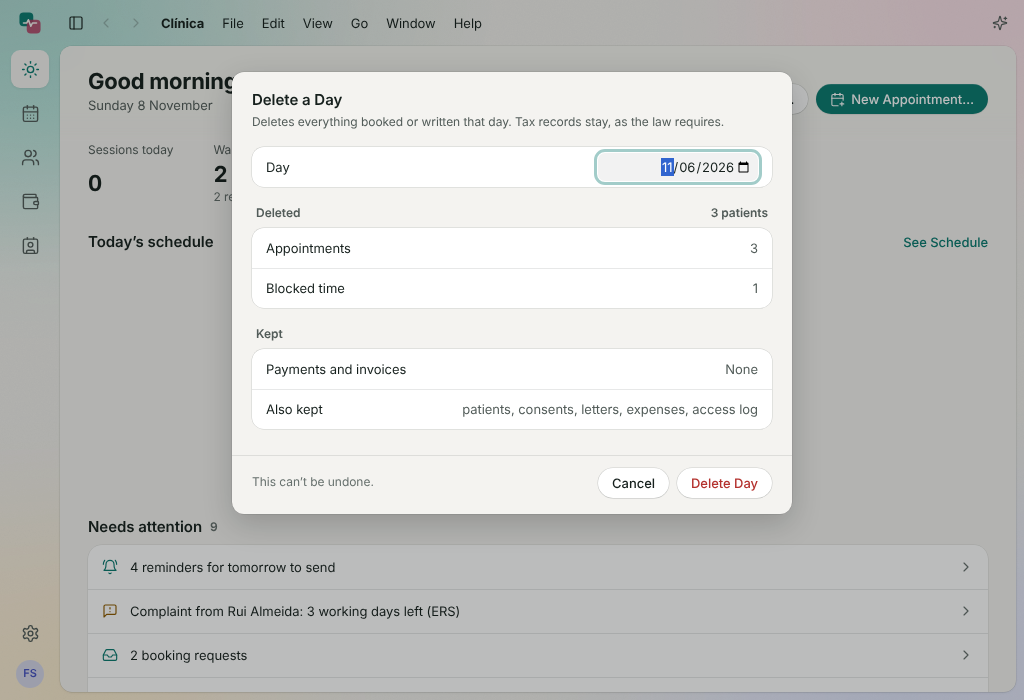 Clínica File Edit View Go Window Help
Good morning
Sunday 8 November
New Appointment…
Sessions today
0
2
2
Today’s schedule
See Schedule
Delete a Day
Deletes everything booked or written that day. Tax records stay, as the law requires.
Day 11/06/2026
Deleted 3 patients
Appointments 3
Blocked time 1
Kept
Payments and invoices None
Also kept patients, consents, letters, expenses, access log
This can’t be undone.
Cancel
Delete Day
Needs attention 9
4 reminders for tomorrow to send
Complaint from Rui Almeida: 3 working days left (ERS)
2 booking requests
FS